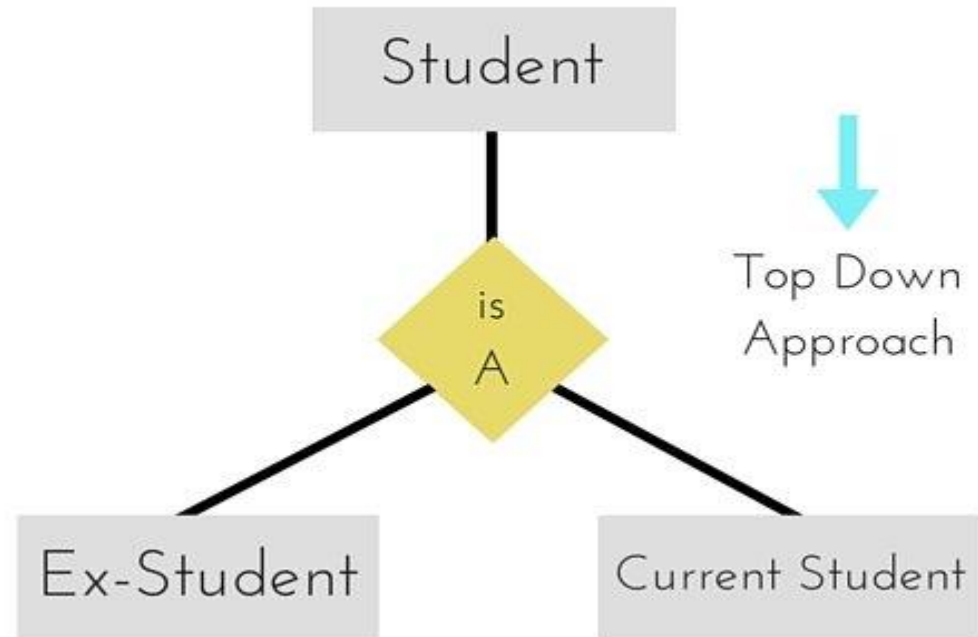 Student
is
A
Top Down
Approach
Ex-Student
Current Student